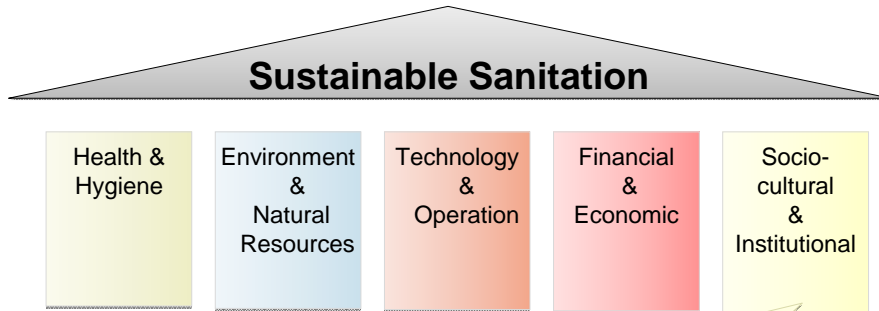 Sustainable Sanitation
Health &
Hygiene
Environment
&
Natural
Resources
Technology
&
Operation
Financial
&
Economic
Socio-
cultural
&
Institutional